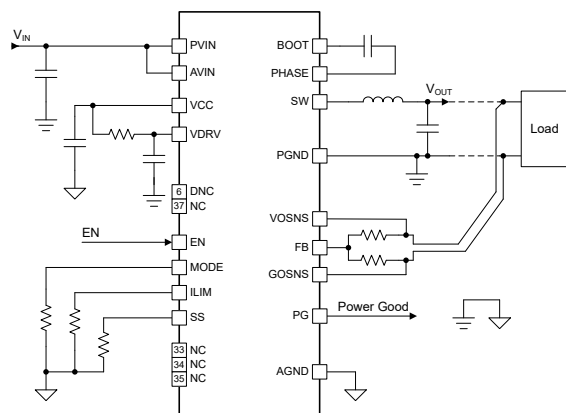 VIN
PVIN
AVIN
VCC
VDRV
6 DNC
37 NC
EN
EN
MODE
ILIM
SS
33 NC
34 NC
35 NC
BOOT
PHASE
SW
VOUT
Load
PGND
VOSNS
FB
GOSNS
PG
Power Good
AGND